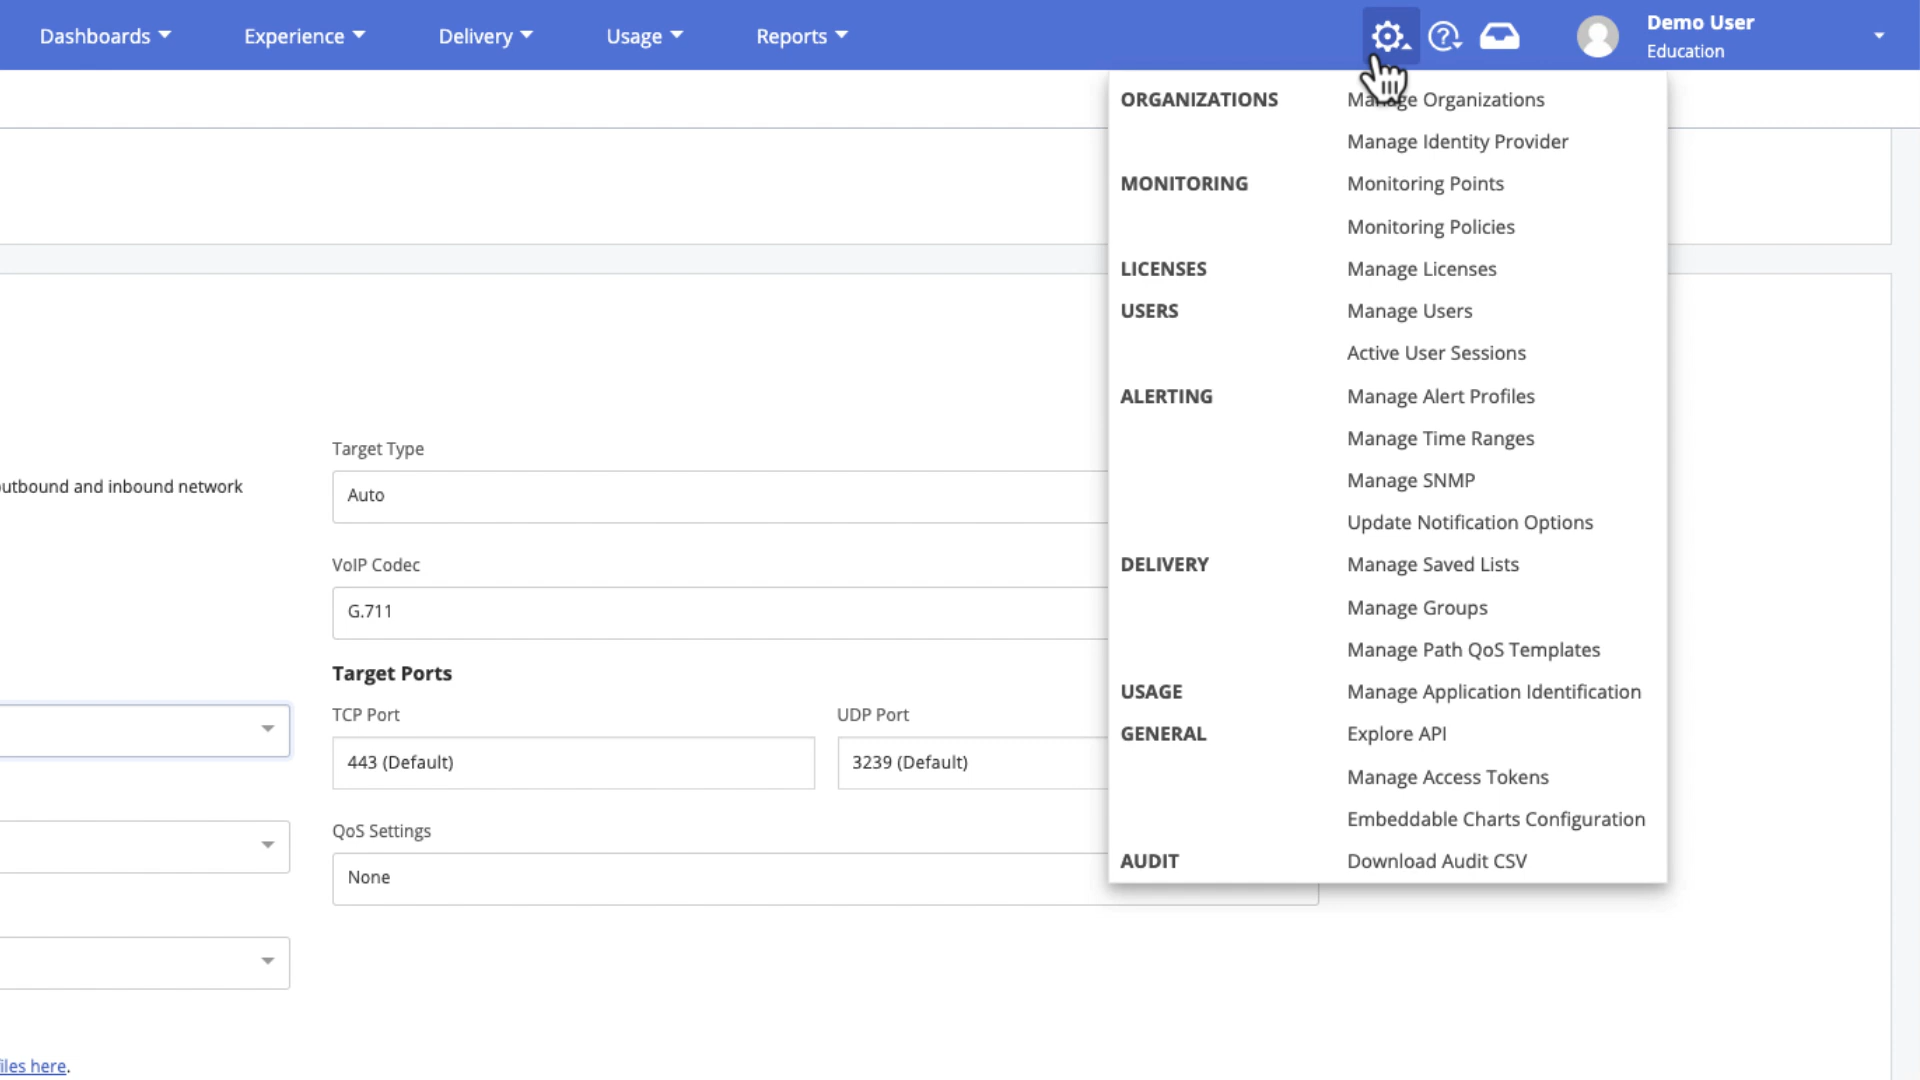 Dashboards
Experience
Delivery
Usage
Reports
Demo User
Education
ORGANIZATIONS
Manage Organizations
Manage Identity Provider
MONITORING
Monitoring Points
Monitoring Policies
LICENSES
Manage Licenses
USERS
Manage Users
Active User Sessions
ALERTING
Manage Alert Profiles
Manage Time Ranges
Manage SNMP
Update Notification Options
DELIVERY
Manage Saved Lists
Manage Groups
Manage Path QoS Templates
USAGE
Manage Application Identification
GENERAL
Explore API
Manage Access Tokens
Embeddable Charts Configuration
AUDIT
Download Audit CSV
utbound and inbound network
Target Type
Auto
VoIP Codec
G.711
Target Ports
TCP Port
443 (Default)
UDP Port
3239 (Default)
QoS Settings
None
iles here.